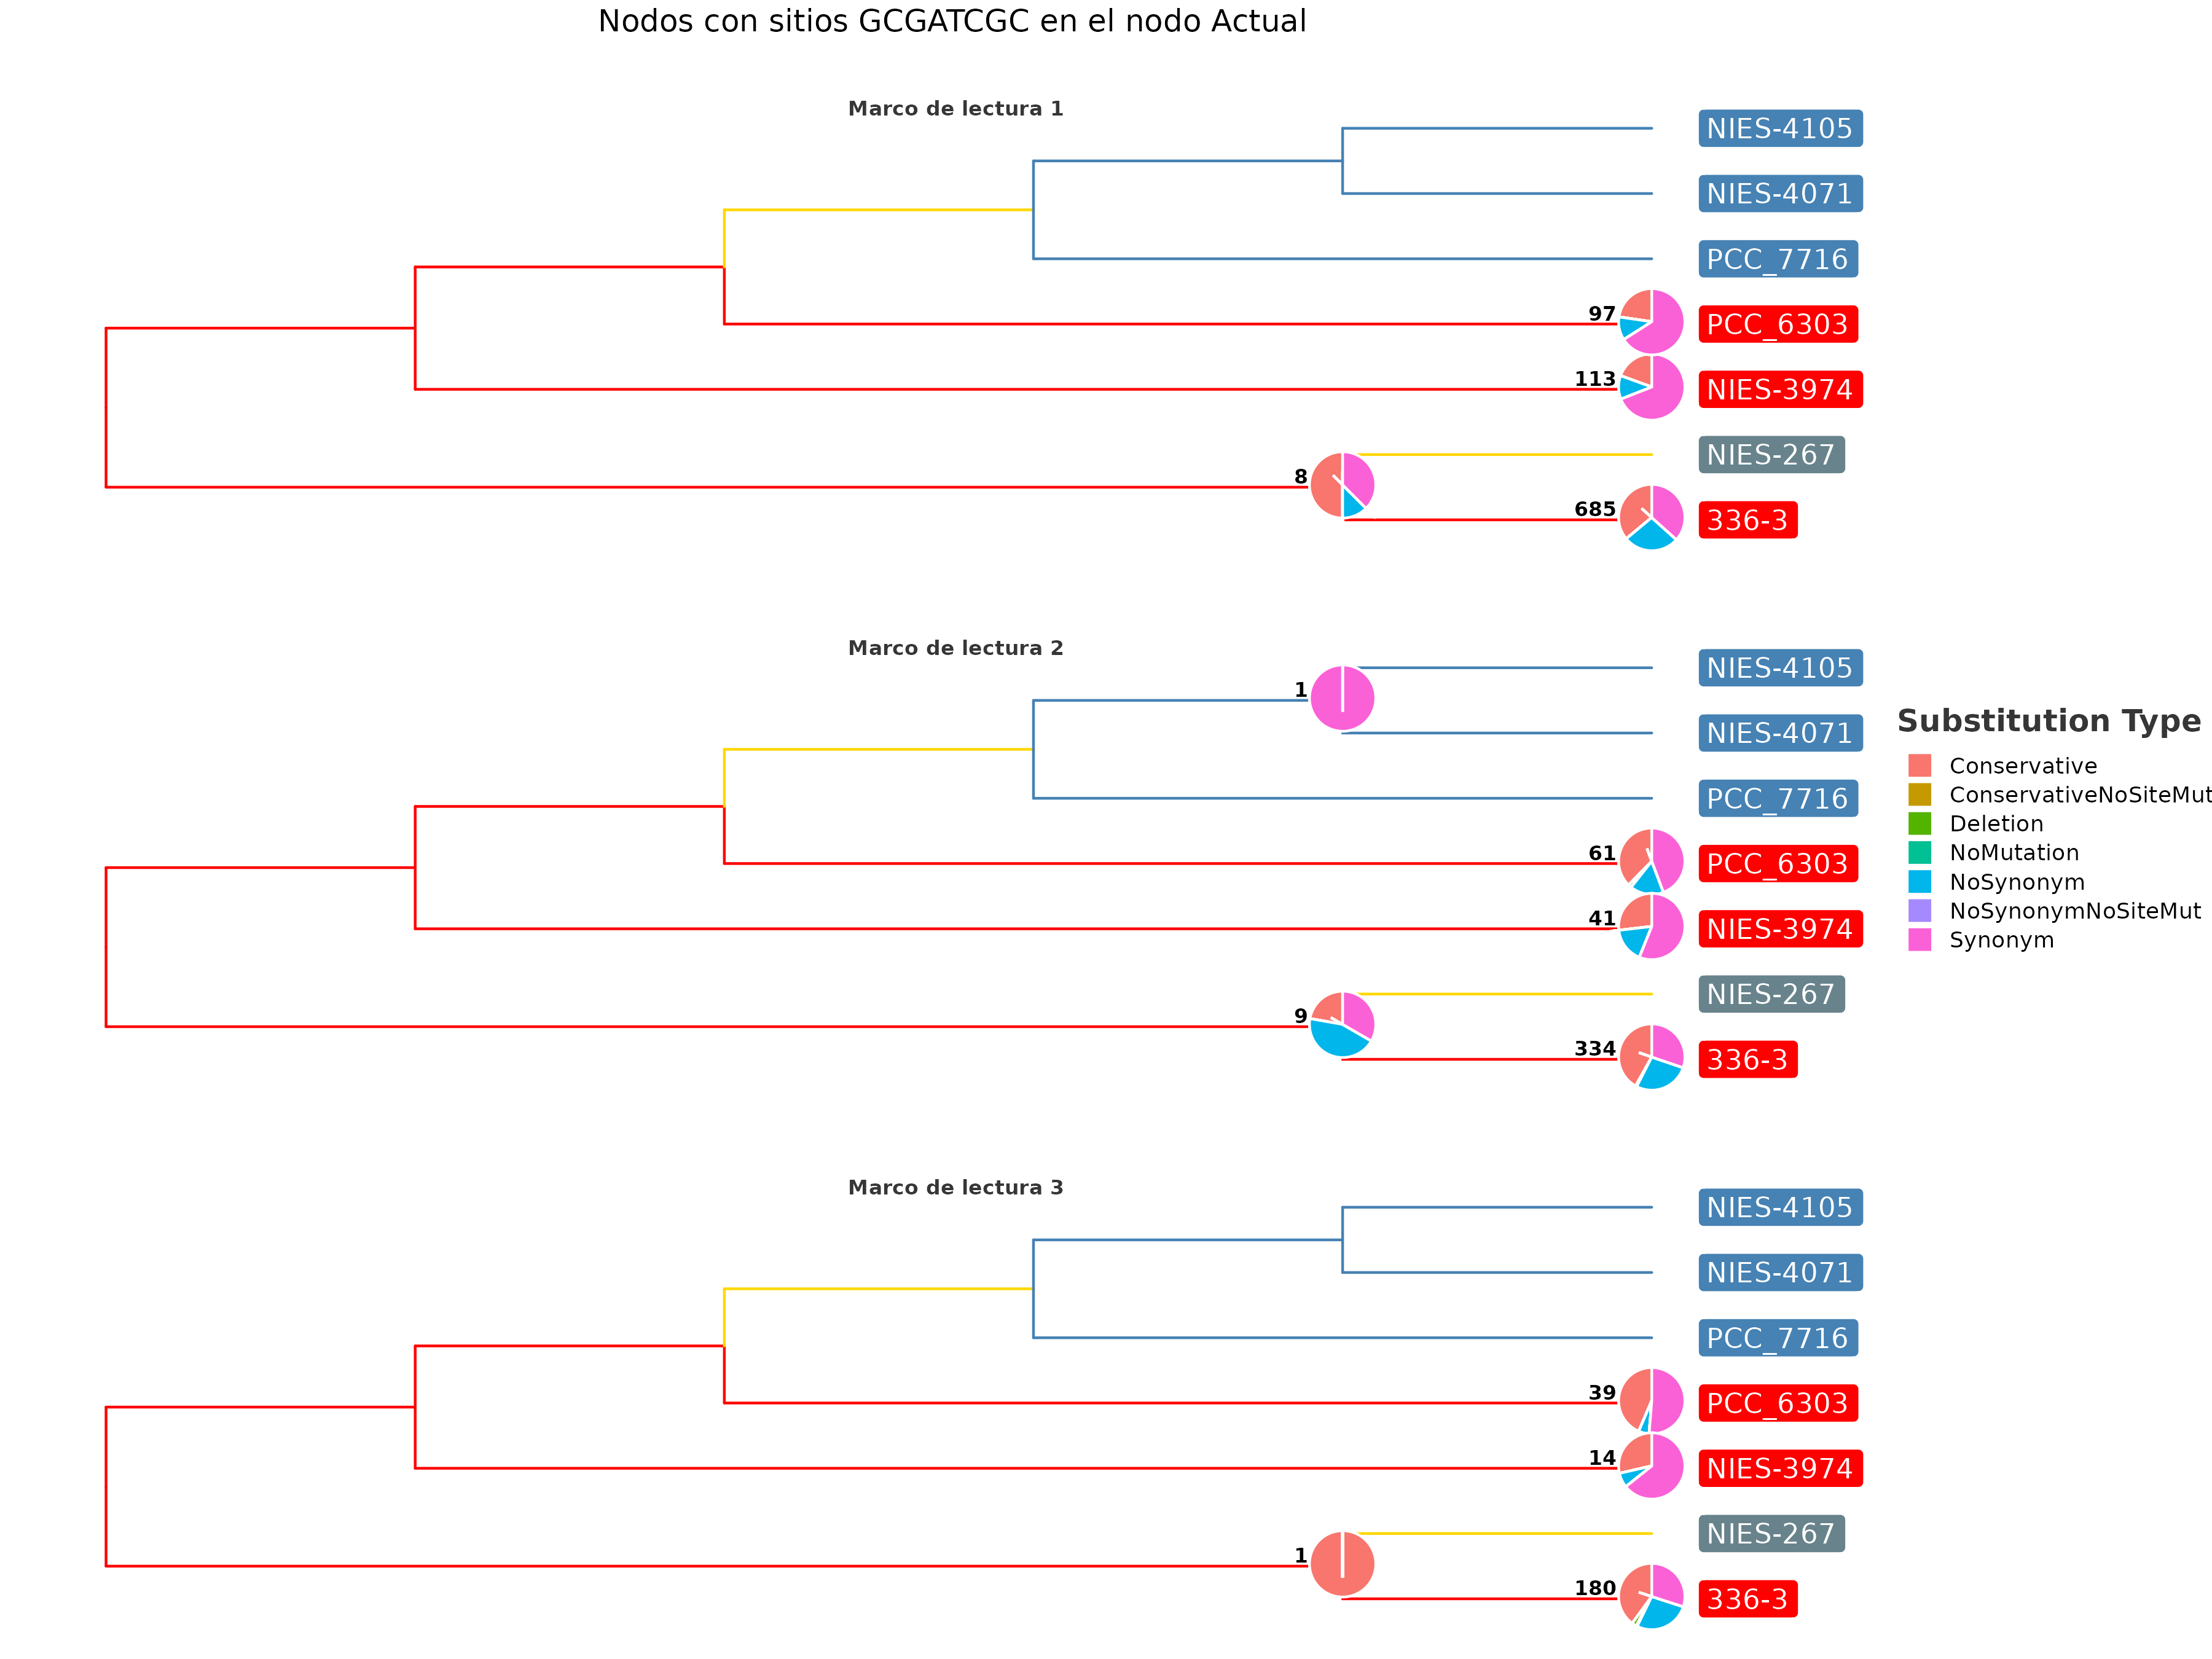 Nodos con sitios GCGATCGC en el nodo Actual
Marco de lectura 1
NIES-4105
NIES-4071
PCC_7716
97
PCC_6303
113
NIES-3974
NIES-267
8
685
336-3
Marco de lectura 2
NIES-4105
1
NIES-4071
PCC_7716
61
PCC_6303
41
NIES-3974
NIES-267
9
334
336-3
Substitution Type
Conservative
ConservativeNoSiteMut
Deletion
NoMutation
NoSynonym
NoSynonymNoSiteMut
Synonym
Marco de lectura 3
NIES-4105
NIES-4071
PCC_7716
39
PCC_6303
14
NIES-3974
NIES-267
1
180
336-3